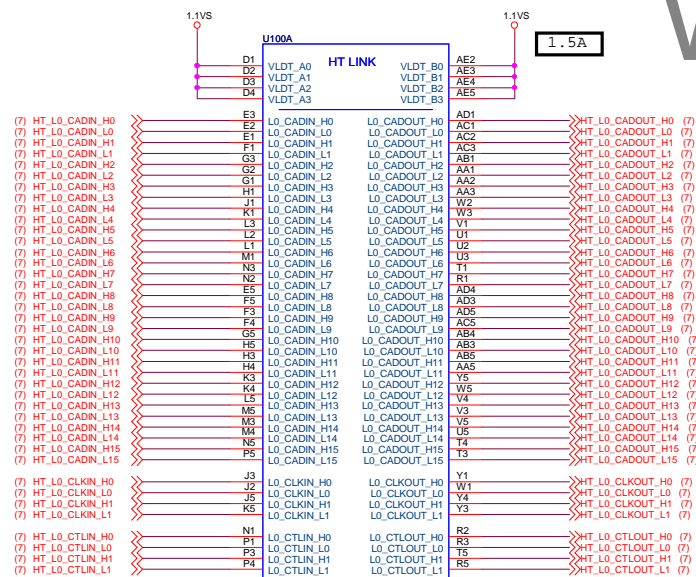 1.1VS 1.1VS
U100A 1.5A
HT LINK
D1 VLDT_A0 VLDT_B0 AE2
D2 VLDT_A1 VLDT_B1 AE3
D3 VLDT_A2 VLDT_B2 AE4
D4 VLDT_A3 VLDT_B3 AE5
(7) HT_L0_CADIN_H0 E3 L0_CADIN_H0 L0_CADOUT_H0 AD1 HT_L0_CADOUT_H0 (7)
(7) HT_L0_CADIN_L0 E2 L0_CADIN_L0 L0_CADOUT_L0 AC1 HT_L0_CADOUT_L0 (7)
(7) HT_L0_CADIN_H1 E1 L0_CADIN_H1 L0_CADOUT_H1 AC2 HT_L0_CADOUT_H1 (7)
(7) HT_L0_CADIN_L1 F1 L0_CADIN_L1 L0_CADOUT_L1 AC3 HT_L0_CADOUT_L1 (7)
(7) HT_L0_CADIN_H2 G3 L0_CADIN_H2 L0_CADOUT_H2 AB1 HT_L0_CADOUT_H2 (7)
(7) HT_L0_CADIN_L2 G2 L0_CADIN_L2 L0_CADOUT_L2 AA1 HT_L0_CADOUT_L2 (7)
(7) HT_L0_CADIN_H3 G1 L0_CADIN_H3 L0_CADOUT_H3 AA2 HT_L0_CADOUT_H3 (7)
(7) HT_L0_CADIN_L3 H1 L0_CADIN_L3 L0_CADOUT_L3 AA3 HT_L0_CADOUT_L3 (7)
(7) HT_L0_CADIN_H4 J1 L0_CADIN_H4 L0_CADOUT_H4 W2 HT_L0_CADOUT_H4 (7)
(7) HT_L0_CADIN_L4 K1 L0_CADIN_L4 L0_CADOUT_L4 W3 HT_L0_CADOUT_L4 (7)
(7) HT_L0_CADIN_H5 L3 L0_CADIN_H5 L0_CADOUT_H5 V1 HT_L0_CADOUT_H5 (7)
(7) HT_L0_CADIN_L5 L2 L0_CADIN_L5 L0_CADOUT_L5 U1 HT_L0_CADOUT_L5 (7)
(7) HT_L0_CADIN_H6 L1 L0_CADIN_H6 L0_CADOUT_H6 U2 HT_L0_CADOUT_H6 (7)
(7) HT_L0_CADIN_L6 M1 L0_CADIN_L6 L0_CADOUT_L6 U3 HT_L0_CADOUT_L6 (7)
(7) HT_L0_CADIN_H7 N3 L0_CADIN_H7 L0_CADOUT_H7 T1 HT_L0_CADOUT_H7 (7)
(7) HT_L0_CADIN_L7 N2 L0_CADIN_L7 L0_CADOUT_L7 R1 HT_L0_CADOUT_L7 (7)
(7) HT_L0_CADIN_H8 E5 L0_CADIN_H8 L0_CADOUT_H8 AD4 HT_L0_CADOUT_H8 (7)
(7) HT_L0_CADIN_L8 F5 L0_CADIN_L8 L0_CADOUT_L8 AD3 HT_L0_CADOUT_L8 (7)
(7) HT_L0_CADIN_H9 F3 L0_CADIN_H9 L0_CADOUT_H9 AD5 HT_L0_CADOUT_H9 (7)
(7) HT_L0_CADIN_L9 F4 L0_CADIN_L9 L0_CADOUT_L9 AC5 HT_L0_CADOUT_L9 (7)
(7) HT_L0_CADIN_H10 G5 L0_CADIN_H10 L0_CADOUT_H10 AB4 HT_L0_CADOUT_H10 (7
(7) HT_L0_CADIN_L10 H5 L0_CADIN_L10 L0_CADOUT_L10 AB3 HT_L0_CADOUT_L10 (7
(7) HT_L0_CADIN_H11 H3 L0_CADIN_H11 L0_CADOUT_H11 AB5 HT_L0_CADOUT_H11 (7
(7) HT_L0_CADIN_L11 H4 L0_CADIN_L11 L0_CADOUT_L11 AA5 HT_L0_CADOUT_L11 (7
(7) HT_L0_CADIN_H12 K3 L0_CADIN_H12 L0_CADOUT_H12 Y5 HT_L0_CADOUT_H12 (7
(7) HT_L0_CADIN_L12 K4 L0_CADIN_L12 L0_CADOUT_L12 W5 HT_L0_CADOUT_L12 (7
(7) HT_L0_CADIN_H13 L5 L0_CADIN_H13 L0_CADOUT_H13 V4 HT_L0_CADOUT_H13 (7
(7) HT_L0_CADIN_L13 M5 L0_CADIN_L13 L0_CADOUT_L13 V3 HT_L0_CADOUT_L13 (7
(7) HT_L0_CADIN_H14 M3 L0_CADIN_H14 L0_CADOUT_H14 V5 HT_L0_CADOUT_H14 (7
(7) HT_L0_CADIN_L14 M4 L0_CADIN_L14 L0_CADOUT_L14 U5 HT_L0_CADOUT_L14 (7
(7) HT_L0_CADIN_H15 N5 L0_CADIN_H15 L0_CADOUT_H15 T4 HT_L0_CADOUT_H15 (7
(7) HT_L0_CADIN_L15 P5 L0_CADIN_L15 L0_CADOUT_L15 T3 HT_L0_CADOUT_L15 (7
(7) HT_L0_CLKIN_H0 J3 L0_CLKIN_H0 L0_CLKOUT_H0 Y1 HT_L0_CLKOUT_H0 (7)
(7) HT_L0_CLKIN_L0 J2 L0_CLKIN_L0 L0_CLKOUT_L0 W1 HT_L0_CLKOUT_L0 (7)
(7) HT_L0_CLKIN_H1 J5 L0_CLKIN_H1 L0_CLKOUT_H1 Y4 HT_L0_CLKOUT_H1 (7)
(7) HT_L0_CLKIN_L1 K5 L0_CLKIN_L1 L0_CLKOUT_L1 Y3 HT_L0_CLKOUT_L1 (7)
(7) HT_L0_CTLIN_H0 N1 L0_CTLIN_H0 L0_CTLOUT_H0 R2 HT_L0_CTLOUT_H0 (7)
(7) HT_L0_CTLIN_L0 P1 L0_CTLIN_L0 L0_CTLOUT_L0 R3 HT_L0_CTLOUT_L0 (7)
(7) HT_L0_CTLIN_H1 P3 L0_CTLIN_H1 L0_CTLOUT_H1 T5 HT_L0_CTLOUT_H1 (7)
(7) HT_L0_CTLIN_L1 P4 L0_CTLIN_L1 L0_CTLOUT_L1 R5 HT_L0_CTLOUT_L1 (7)